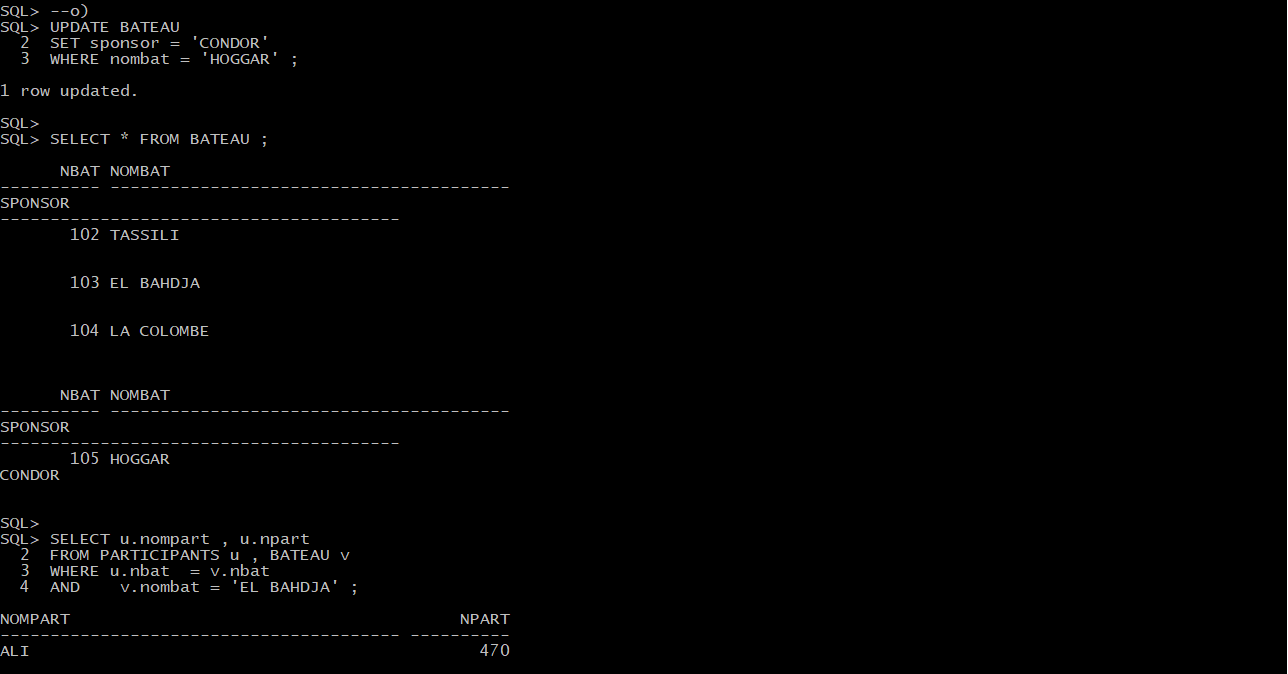 SQL> --o)
SQL> UPDATE BATEAU
  2  SET sponsor = 'CONDOR'
  3  WHERE nombat = 'HOGGAR' ;
1 row updated.
SQL>
SQL> SELECT * FROM BATEAU ;
      NBAT NOMBAT
---------- ----------------------------------------
SPONSOR
----------------------------------------
       102 TASSILI
       103 EL BAHDJA
       104 LA COLOMBE
      NBAT NOMBAT
---------- ----------------------------------------
SPONSOR
----------------------------------------
       105 HOGGAR
CONDOR
SQL>
SQL> SELECT u.nompart , u.npart
  2  FROM PARTICIPANTS u , BATEAU v
  3  WHERE u.nbat  = v.nbat
  4  AND    v.nombat = 'EL BAHDJA' ;
NOMPART                                       NPART
---------------------------------------- ----------
ALI                                             470